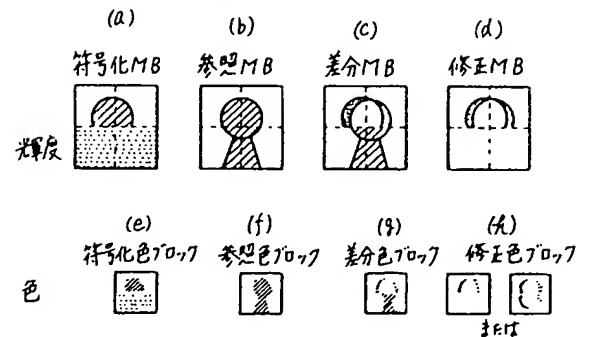 (a) (b) (c) (d)
符号化MB 参照MB 差分MB 修正MB
輝度
(e) (f) (g) (h)
符号化色ブロック 参照色ブロック 差分色ブロック 修正色ブロック
色
または